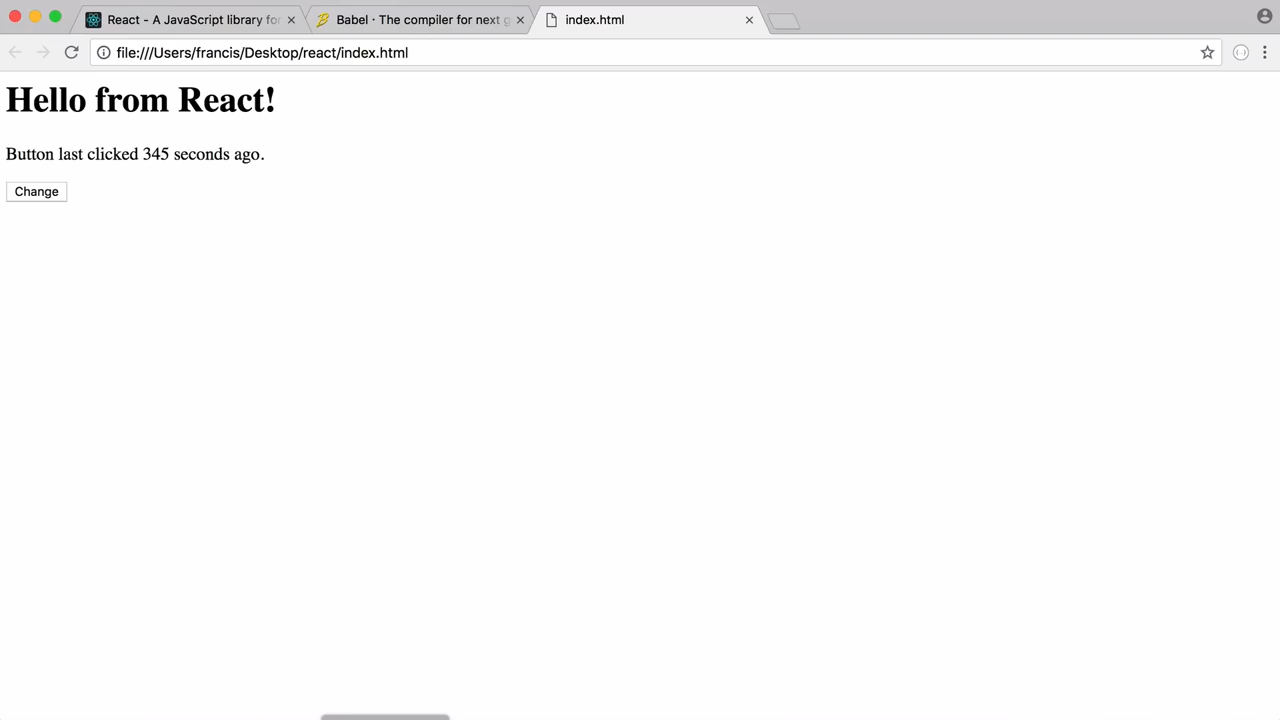 React - A JavaScript library for
Babel · The compiler for next g
index.html
file:///Users/francis/Desktop/react/index.html
Hello from React!
Button last clicked 345 seconds ago.
Change